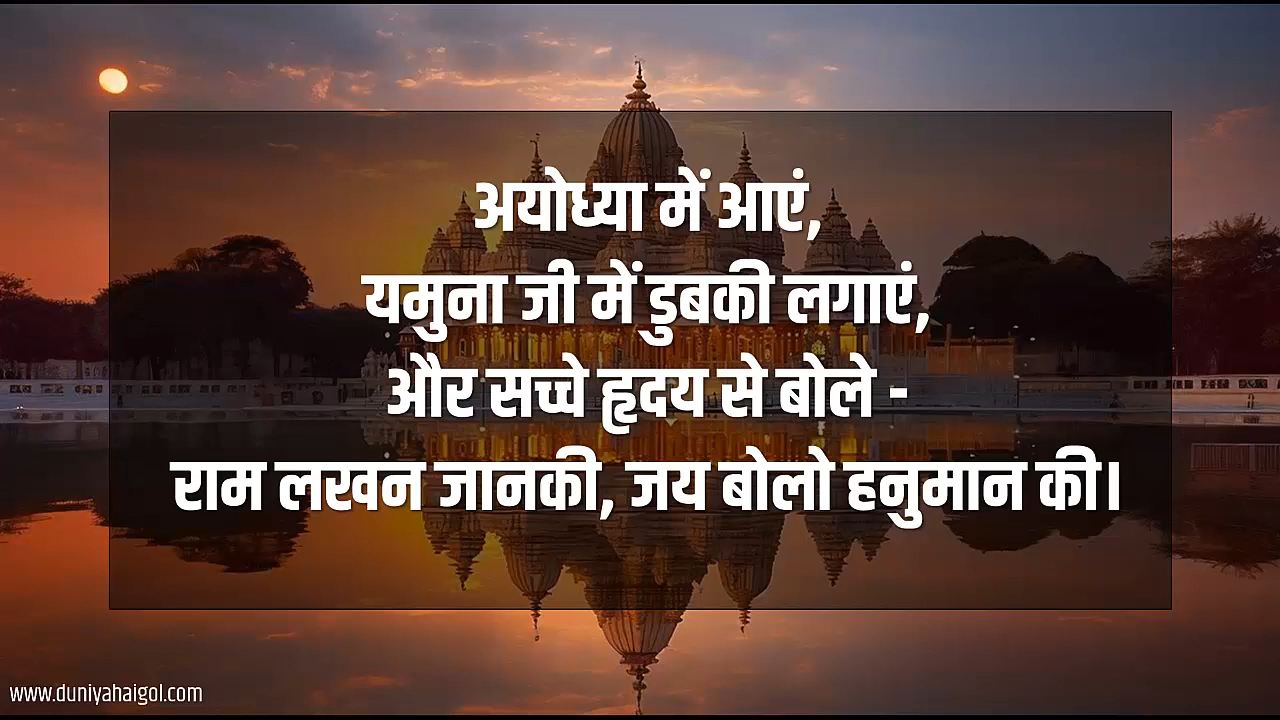 अयोध्या में आएं,
यमुना जी में डुबकी लगाएं,
और सच्चे हृदय से बोले -
राम लखन जानकी, जय बोलो हनुमान की।
www.duniyahaigol.com